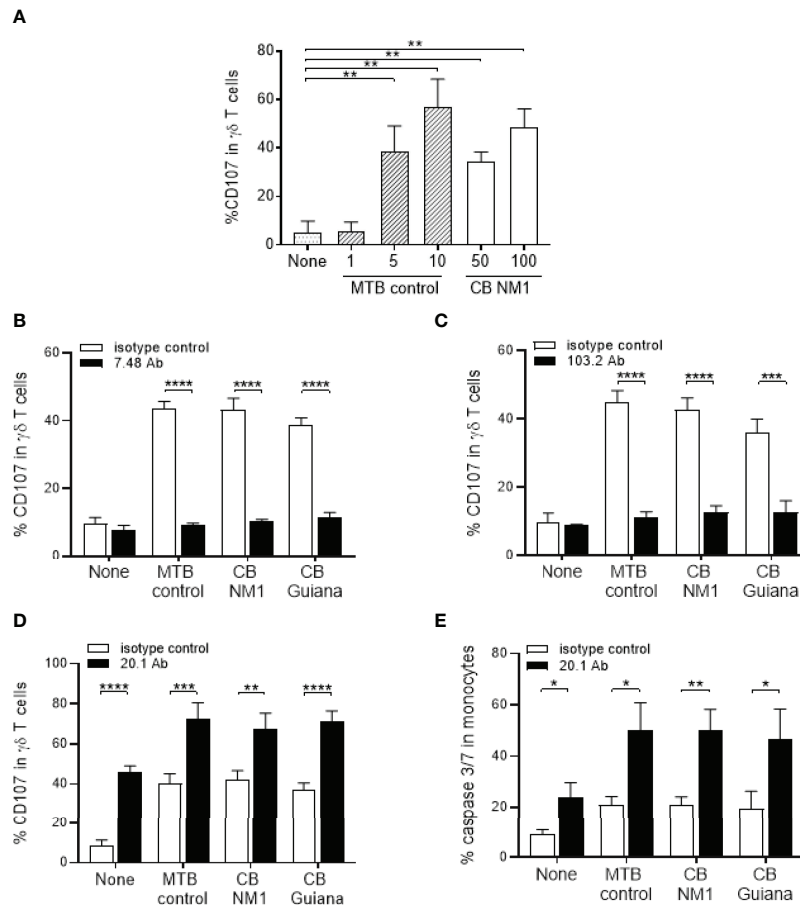 A
%CD107 in γδ T cells
80
60
40
20
0
**
**
**
**
None 1 5 10 50 100
MTB control CB NM1
B
isotype control
7.48 Ab
% CD107 in γδ T cells
60
40
20
0
**** **** ****
None MTB control CB NM1 CB Guiana
C
isotype control
103.2 Ab
% CD107 in γδ T cells
60
40
20
0
**** **** ***
None MTB control CB NM1 CB Guiana
D
isotype control
20.1 Ab
% CD107 in γδ T cells
100
80
60
40
20
0
**** *** ** ****
None MTB control CB NM1 CB Guiana
E
isotype control
20.1 Ab
% caspase 3/7 in monocytes
80
60
40
20
0
* * ** *
None MTB control CB NM1 CB Guiana